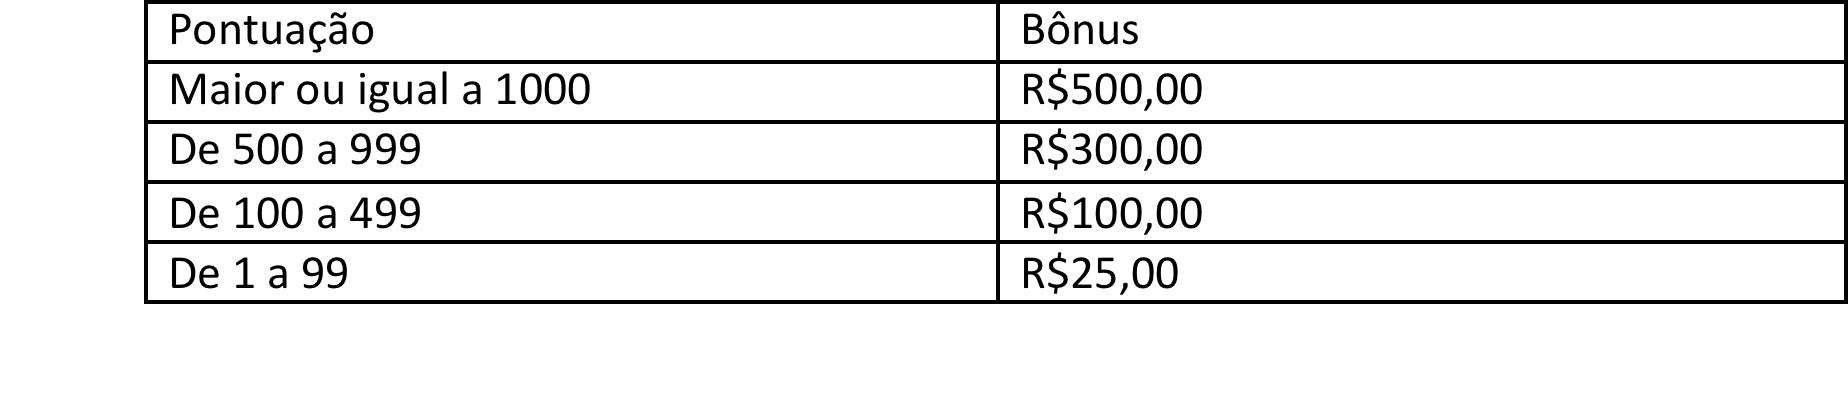 Pontuação Bônus
Maior ou igual a 1000 R$500,00
De 500 a 999 R$300,00
De 100 a 499 R$100,00
De 1 a 99 R$25,00